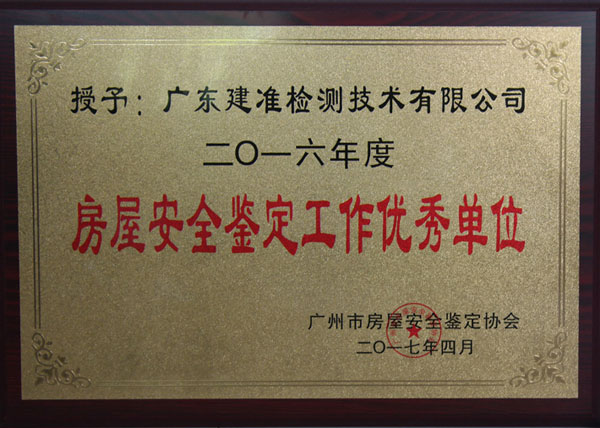 授予：广东建准检测技术有限公司
二〇一六年度
房屋安全鉴定工作优秀单位
广州市房屋安全鉴定协会
二〇一七年四月